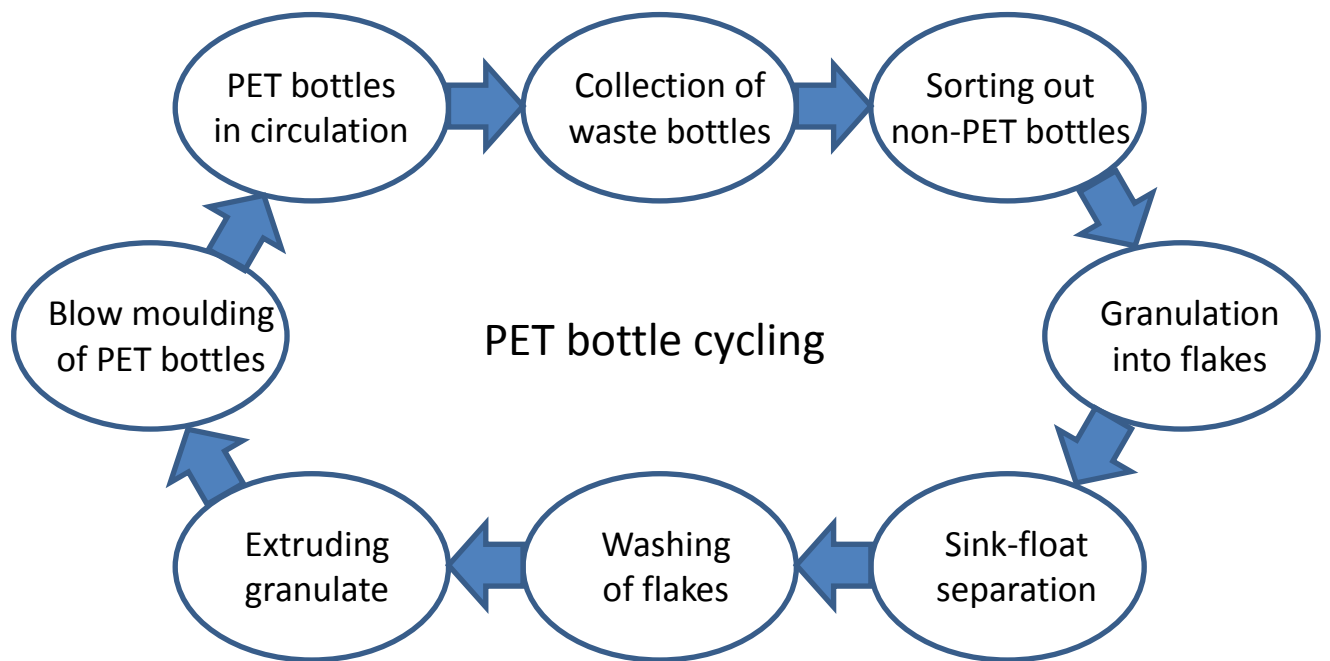 PET bottles
in circulation
Collection of
waste bottles
Sorting out
non-PET bottles
Granulation
into flakes
Sink-float
separation
Washing
of flakes
Extruding
granulate
Blow moulding
of PET bottles
PET bottle cycling